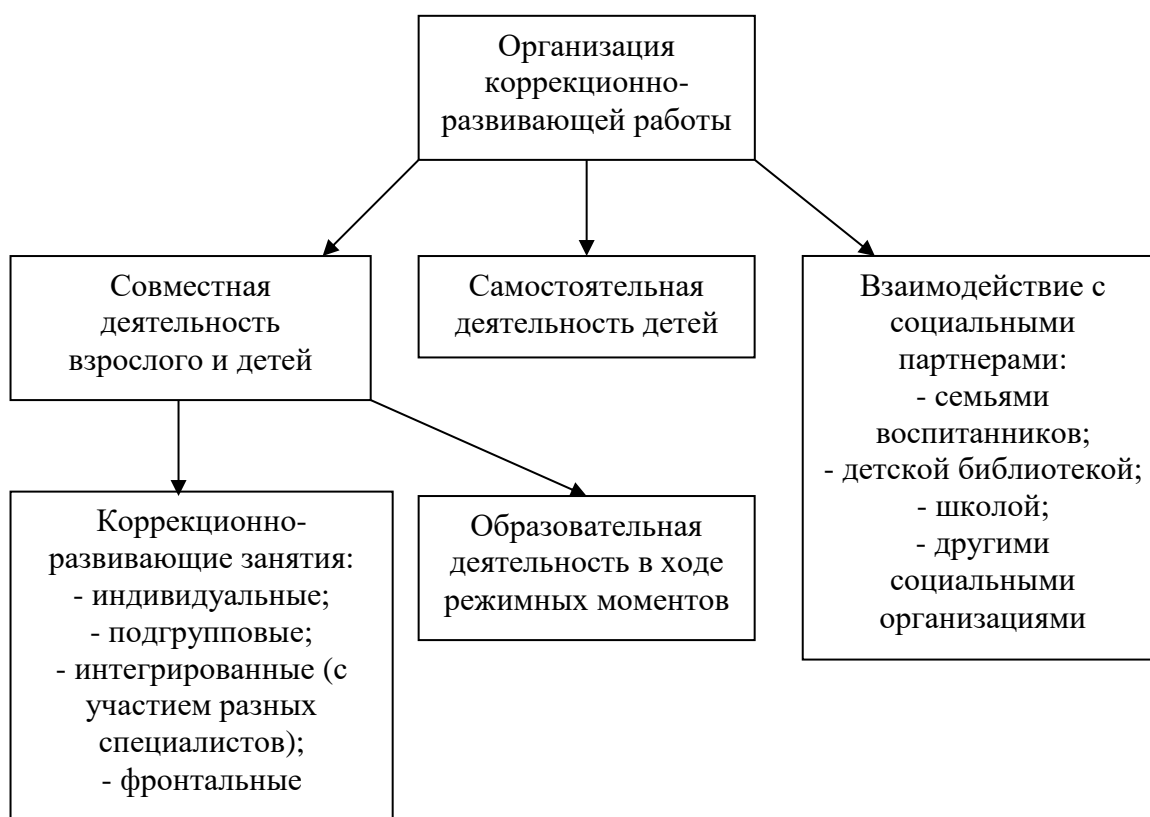 Организация
коррекционно-
развивающей работы
Совместная
деятельность
взрослого и детей
Самостоятельная
деятельность детей
Взаимодействие с
социальными
партнерами:
- семьями
воспитанников;
- детской библиотекой;
- школой;
- другими
социальными
организациями
Коррекционно-
развивающие занятия:
- индивидуальные;
- подгрупповые;
- интегрированные (с
участием разных
специалистов);
- фронтальные
Образовательная
деятельность в ходе
режимных моментов